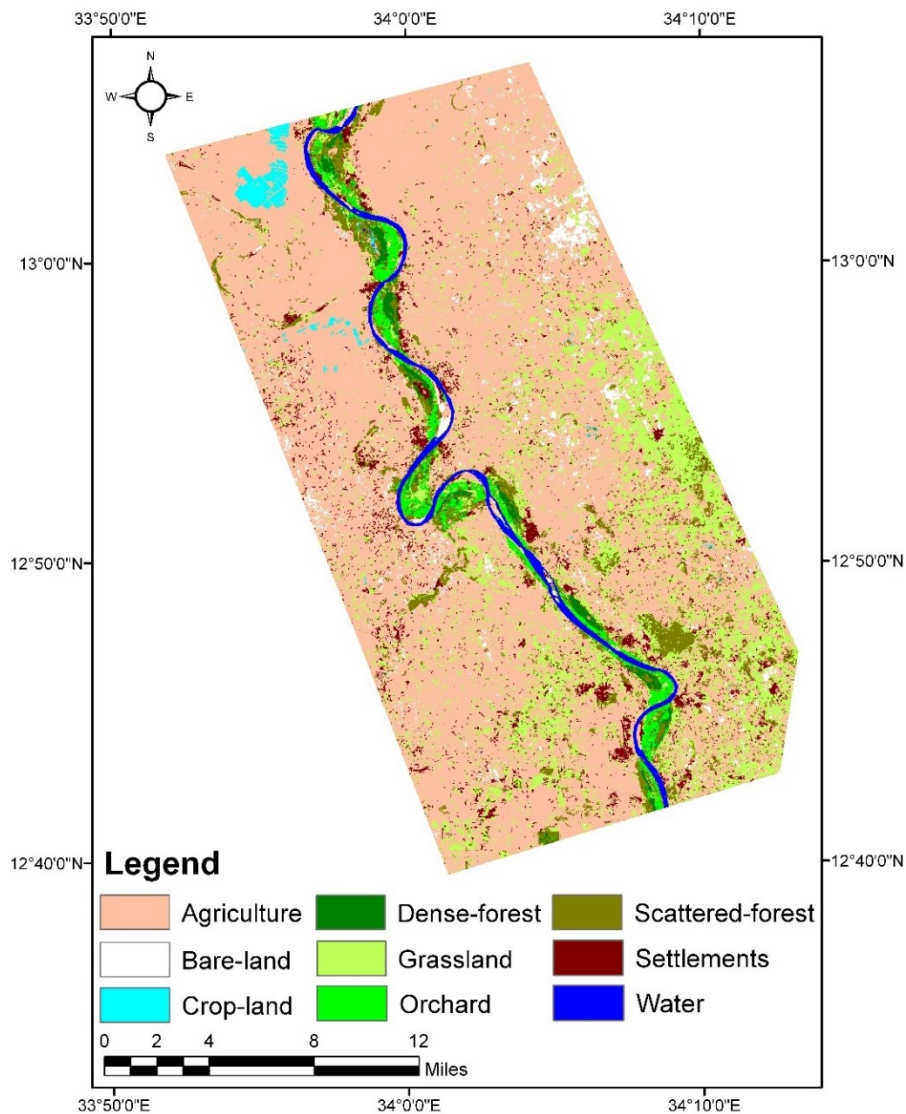 33°50'0"E 34°0'0"E 34°10'0"E
N
W E
S
13°0'0"N 13°0'0"N
12°50'0"N 12°50'0"N
12°40'0"N 12°40'0"N
Legend
Agriculture Dense-forest Scattered-forest
Bare-land Grassland Settlements
Crop-land Orchard Water
0 2 4 8 12
Miles
33°50'0"E 34°0'0"E 34°10'0"E